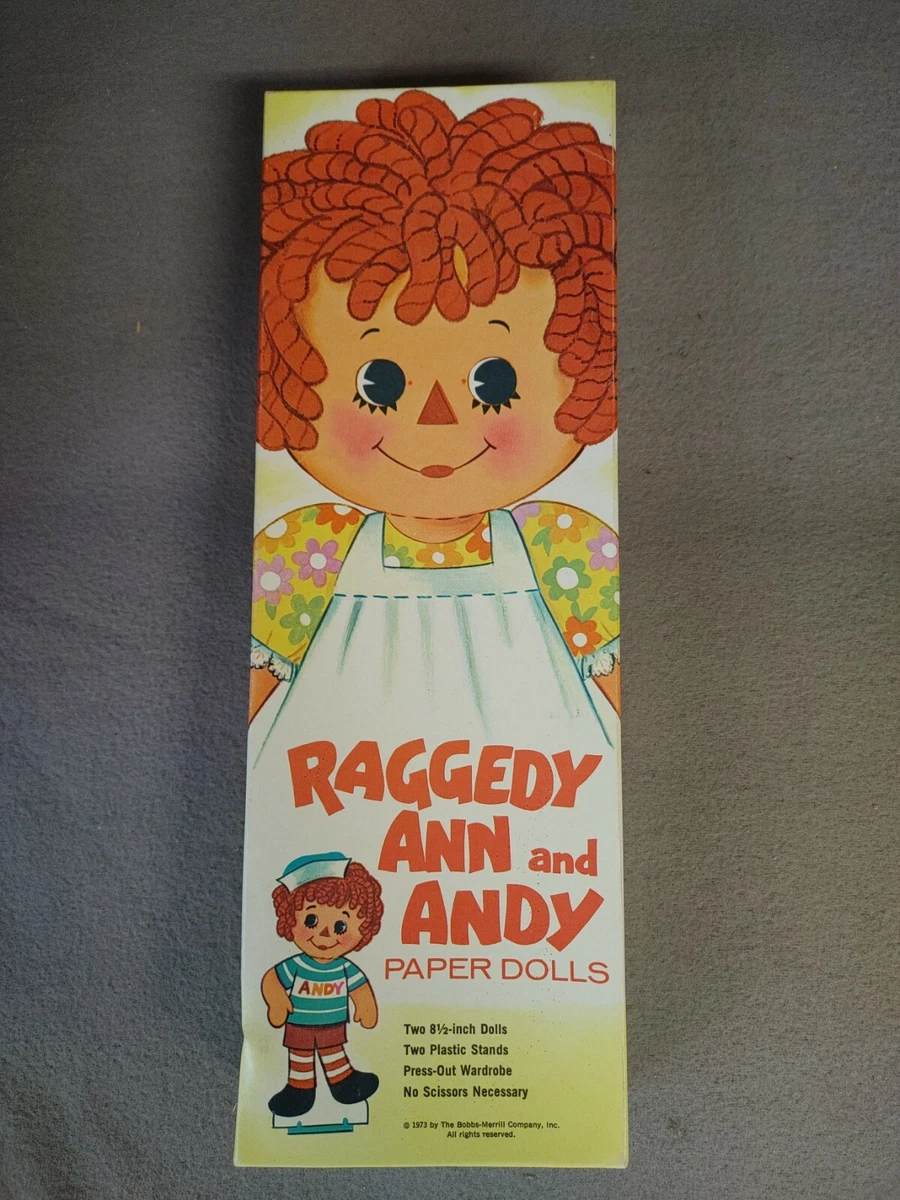 RAGGEDY
ANN and
ANDY
PAPER DOLLS
ANDY
Two 8½-inch Dolls
Two Plastic Stands
Press-Out Wardrobe
No Scissors Necessary
© 1973 by The Bobbs-Merrill Company, Inc.
All rights reserved.